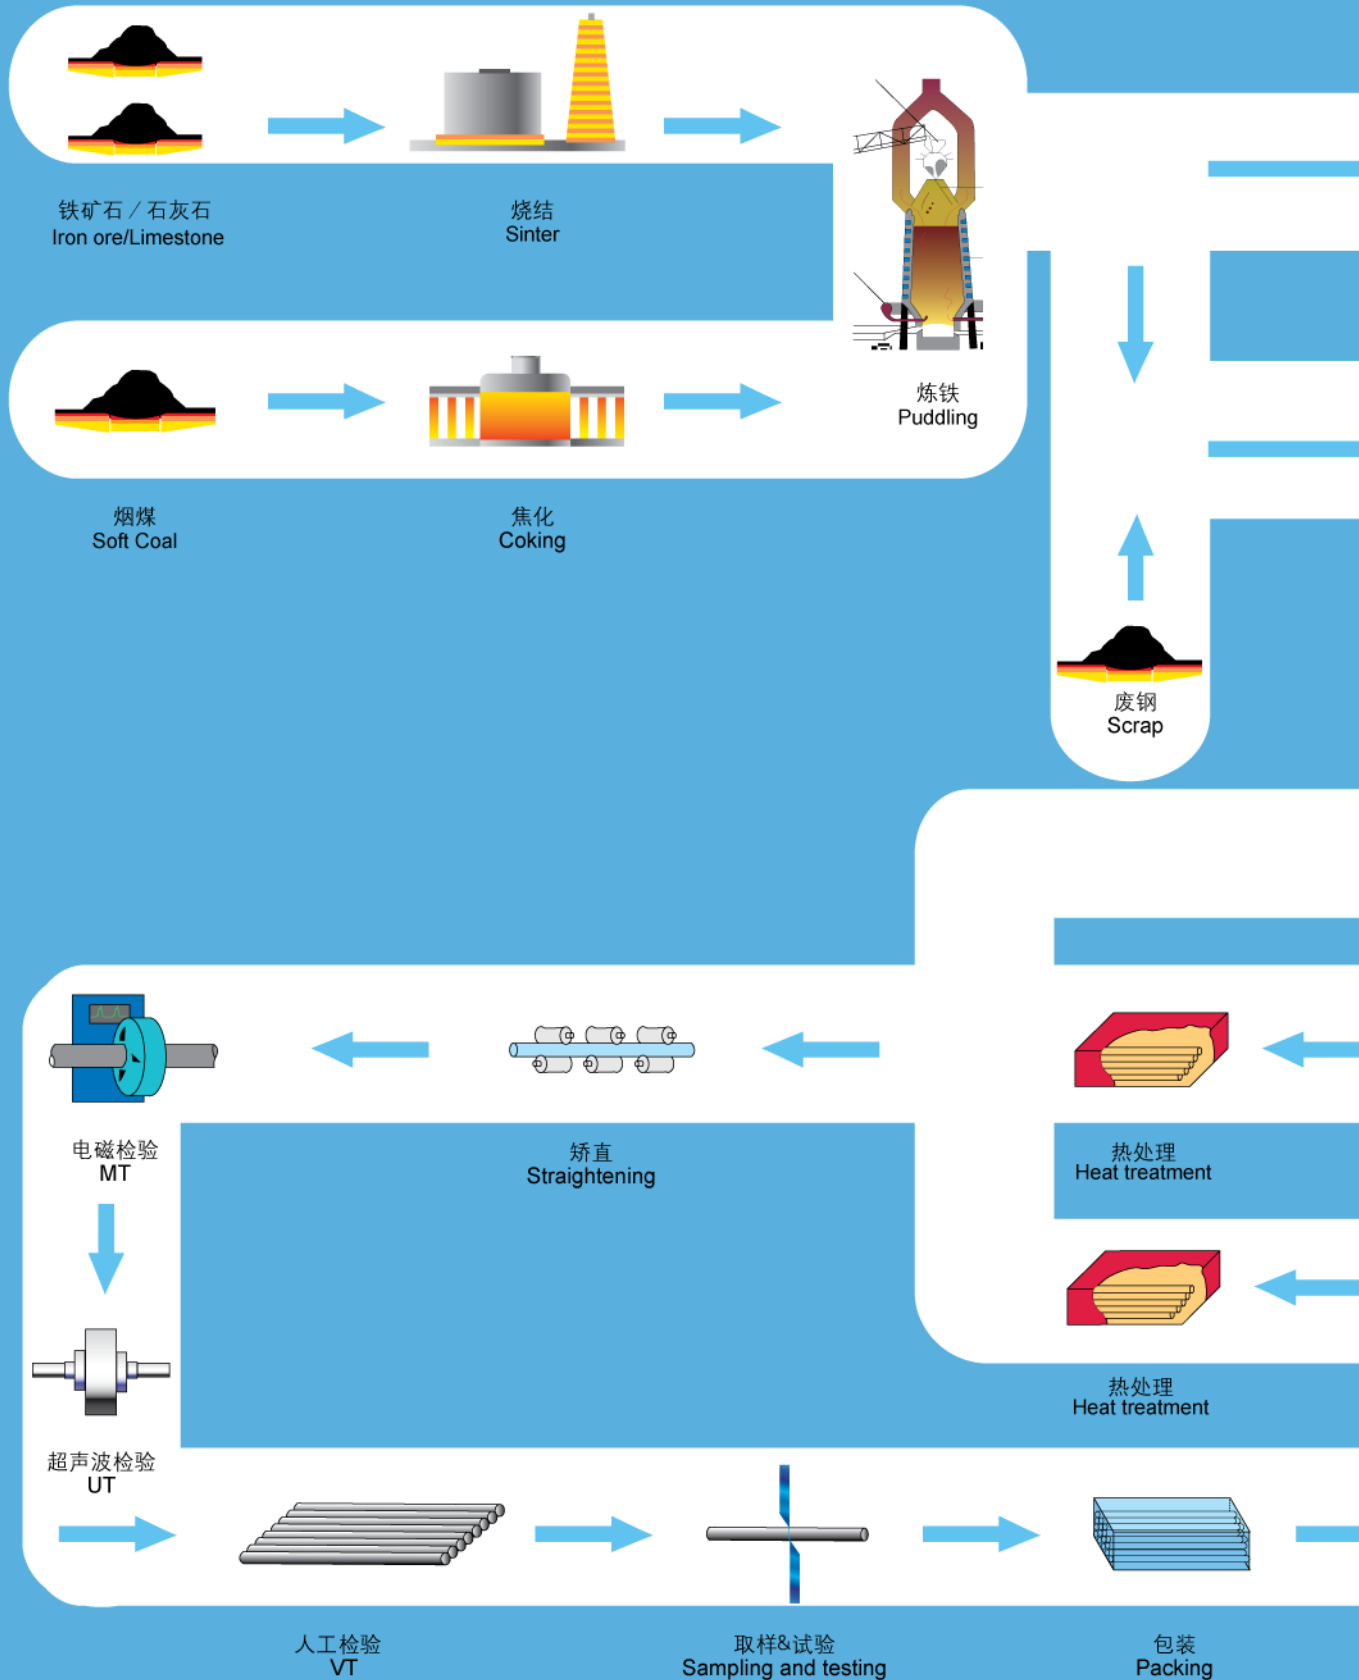 铁矿石／石灰石
Iron ore/Limestone
烧结
Sinter
炼铁
Puddling
烟煤
Soft Coal
焦化
Coking
废钢
Scrap
电磁检验
MT
矫直
Straightening
热处理
Heat treatment
热处理
Heat treatment
超声波检验
UT
人工检验
VT
取样&试验
Sampling and testing
包装
Packing